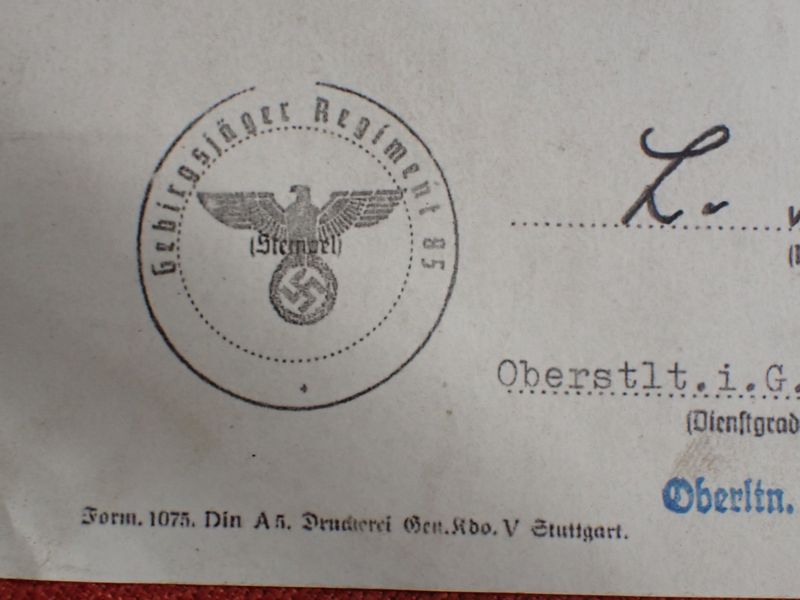 Gebirgsjäger Regiment 85
(Stempel)
Oberstlt.i.G.
(Dienstgrad
Oberltn.
Form. 1075. Din A5. Druckerei Gen.Kdo. V Stuttgart.